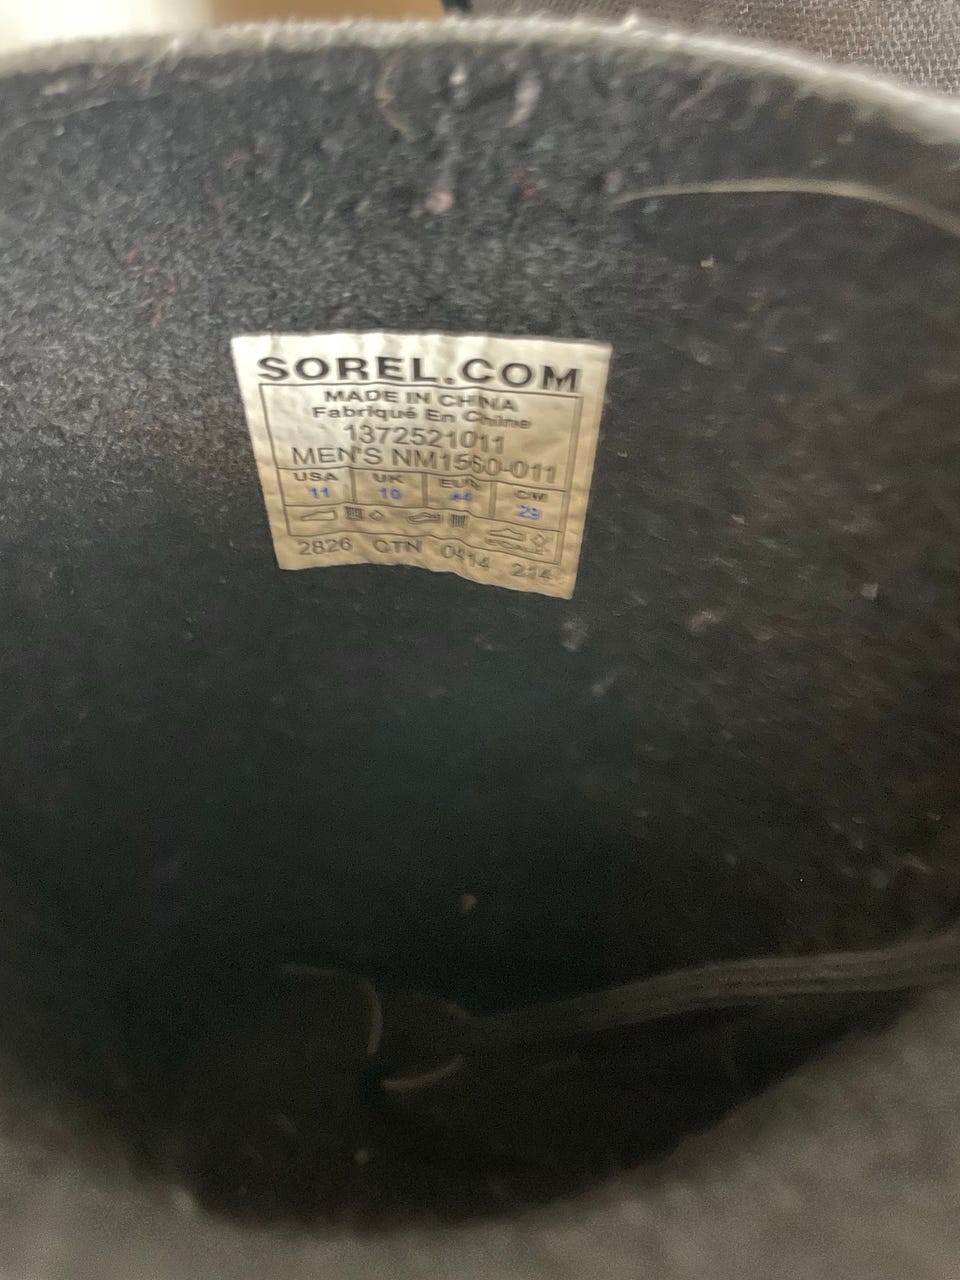 SOREL.COM
MADE IN CHINA
Fabriqué En Chine
1372521011
MEN'S NM1560-011
USA UK EUR CM
11 10 44 29
2826 CTN 0414 214